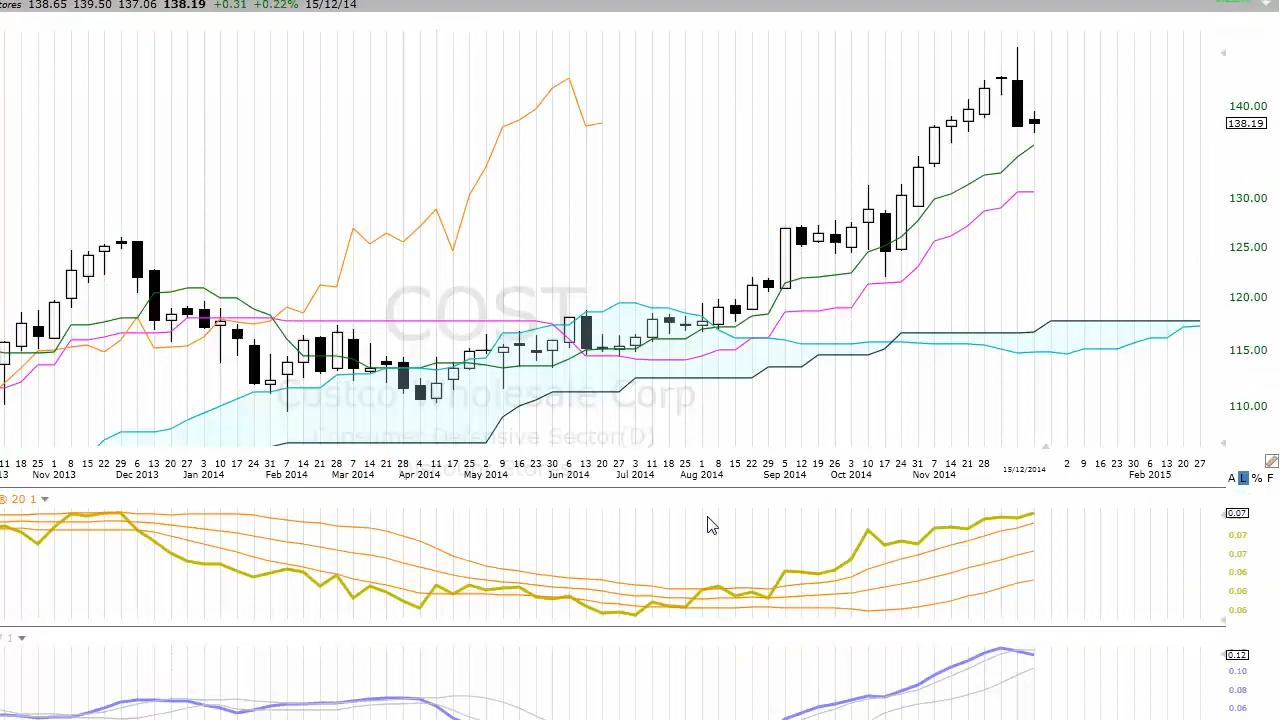 ores 138.65 139.50 137.06 138.19 +0.31 +0.22% 15/12/14
140.00
138.19
130.00
125.00
120.00
115.00
110.00
COST
Costco Wholesale Corp
Consumer Defensive Sector(D)
11 18 25 1 8 15 22 29 6 13 20 27 3 10 17 24 31 7 14 21 28 7 14 21 28 4 11 18 25 2 9 16 23 30 6 13 20 27 3 11 18 25 1 8 15 22 29 5 12 19 26 3 10 17 24 31 7 14 21 28 2 9 16 23 30 6 13 20 27
13 Nov 2013 Dec 2013 Jan 2014 Feb 2014 Mar 2014 Apr 2014 May 2014 Jun 2014 Jul 2014 Aug 2014 Sep 2014 Oct 2014 Nov 2014 15/12/2014 Feb 2015
A L % F
® 20 1
0.07
0.07
0.07
0.06
0.06
0.06
1
0.12
0.10
0.08
0.06